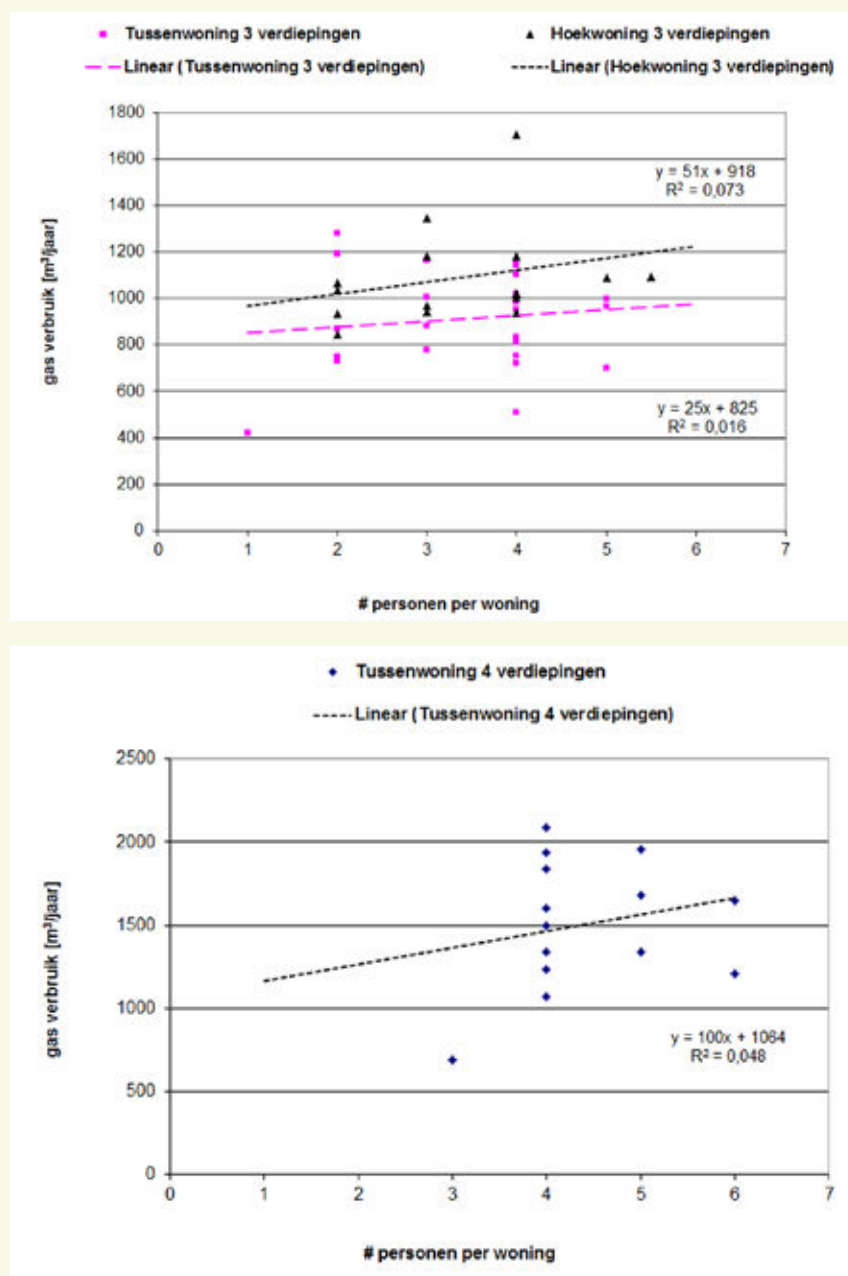 Tussenwoning 3 verdiepingen
Hoekwoning 3 verdiepingen
Linear (Tussenwoning 3 verdiepingen)
Linear (Hoekwoning 3 verdiepingen)
1800
1600
1400
1200
1000
800
600
400
200
0
gas verbruik [m³/jaar]
y = 51x + 918
R² = 0,073
y = 25x + 825
R² = 0,016
0 1 2 3 4 5 6 7
# personen per woning
Tussenwoning 4 verdiepingen
Linear (Tussenwoning 4 verdiepingen)
2500
2000
1500
1000
500
0
gas verbruik [m³/jaar]
y = 100x + 1064
R² = 0,048
0 1 2 3 4 5 6 7
# personen per woning